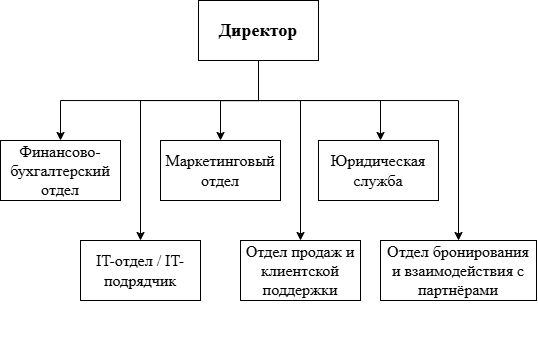 Директор
Финансово-
бухгалтерский
отдел
Маркетинговый
отдел
Юридическая
служба
IT-отдел / IT-
подрядчик
Отдел продаж и
клиентской
поддержки
Отдел бронирования
и взаимодействия с
партнёрами